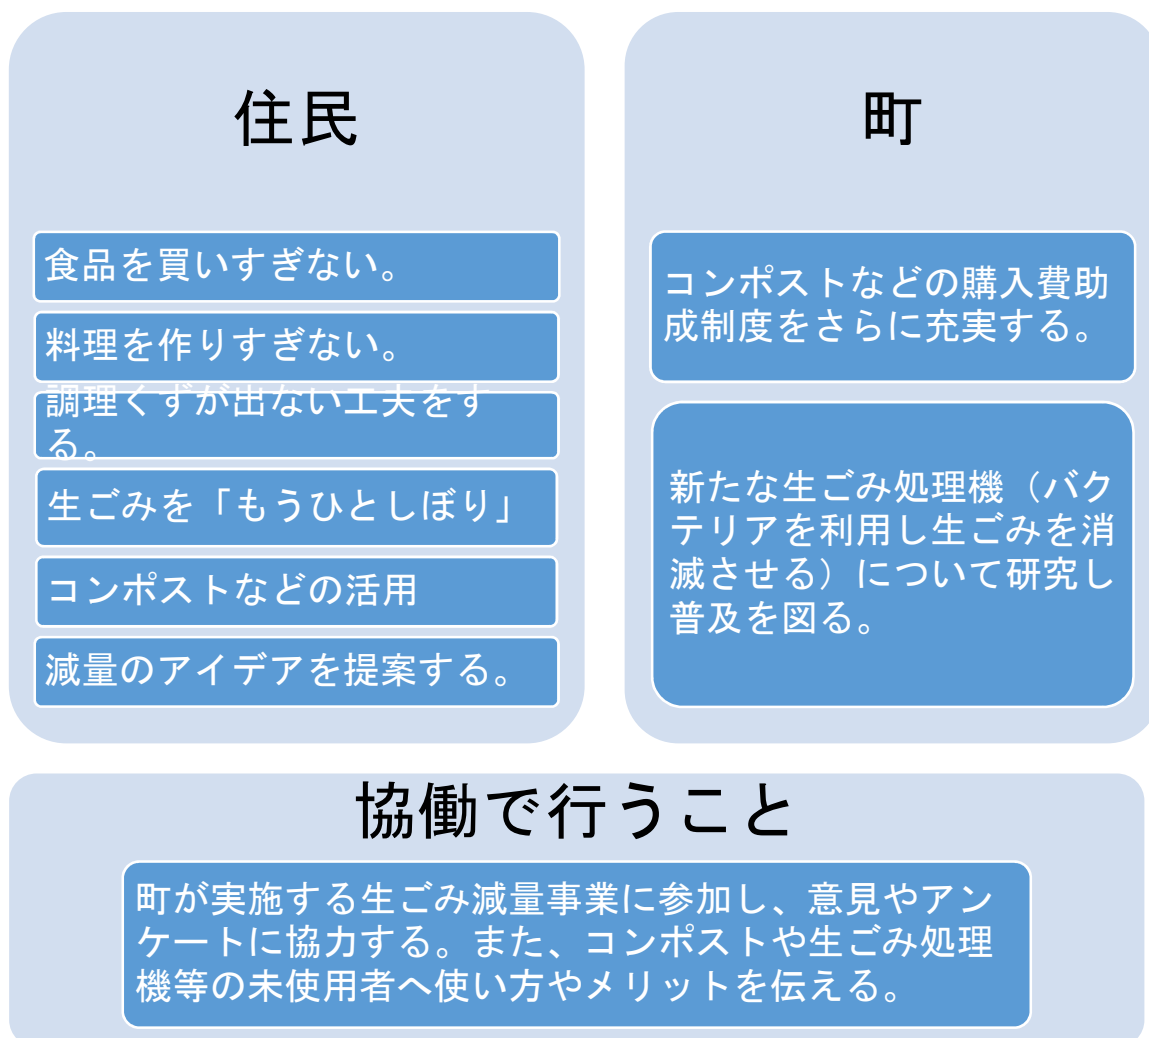 住民
食品を買いすぎない。
料理を作りすぎない。
調理くずが出ない工夫をす
る。
生ごみを「もうひとしぼり」
コンポストなどの活用
減量のアイデアを提案する。
町
コンポストなどの購入費助
成制度をさらに充実する。
新たな生ごみ処理機（バク
テリアを利用し生ごみを消
滅させる）について研究し
普及を図る。
協働で行うこと
町が実施する生ごみ減量事業に参加し、意見やアン
ケートに協力する。また、コンポストや生ごみ処理
機等の未使用者へ使い方やメリットを伝える。